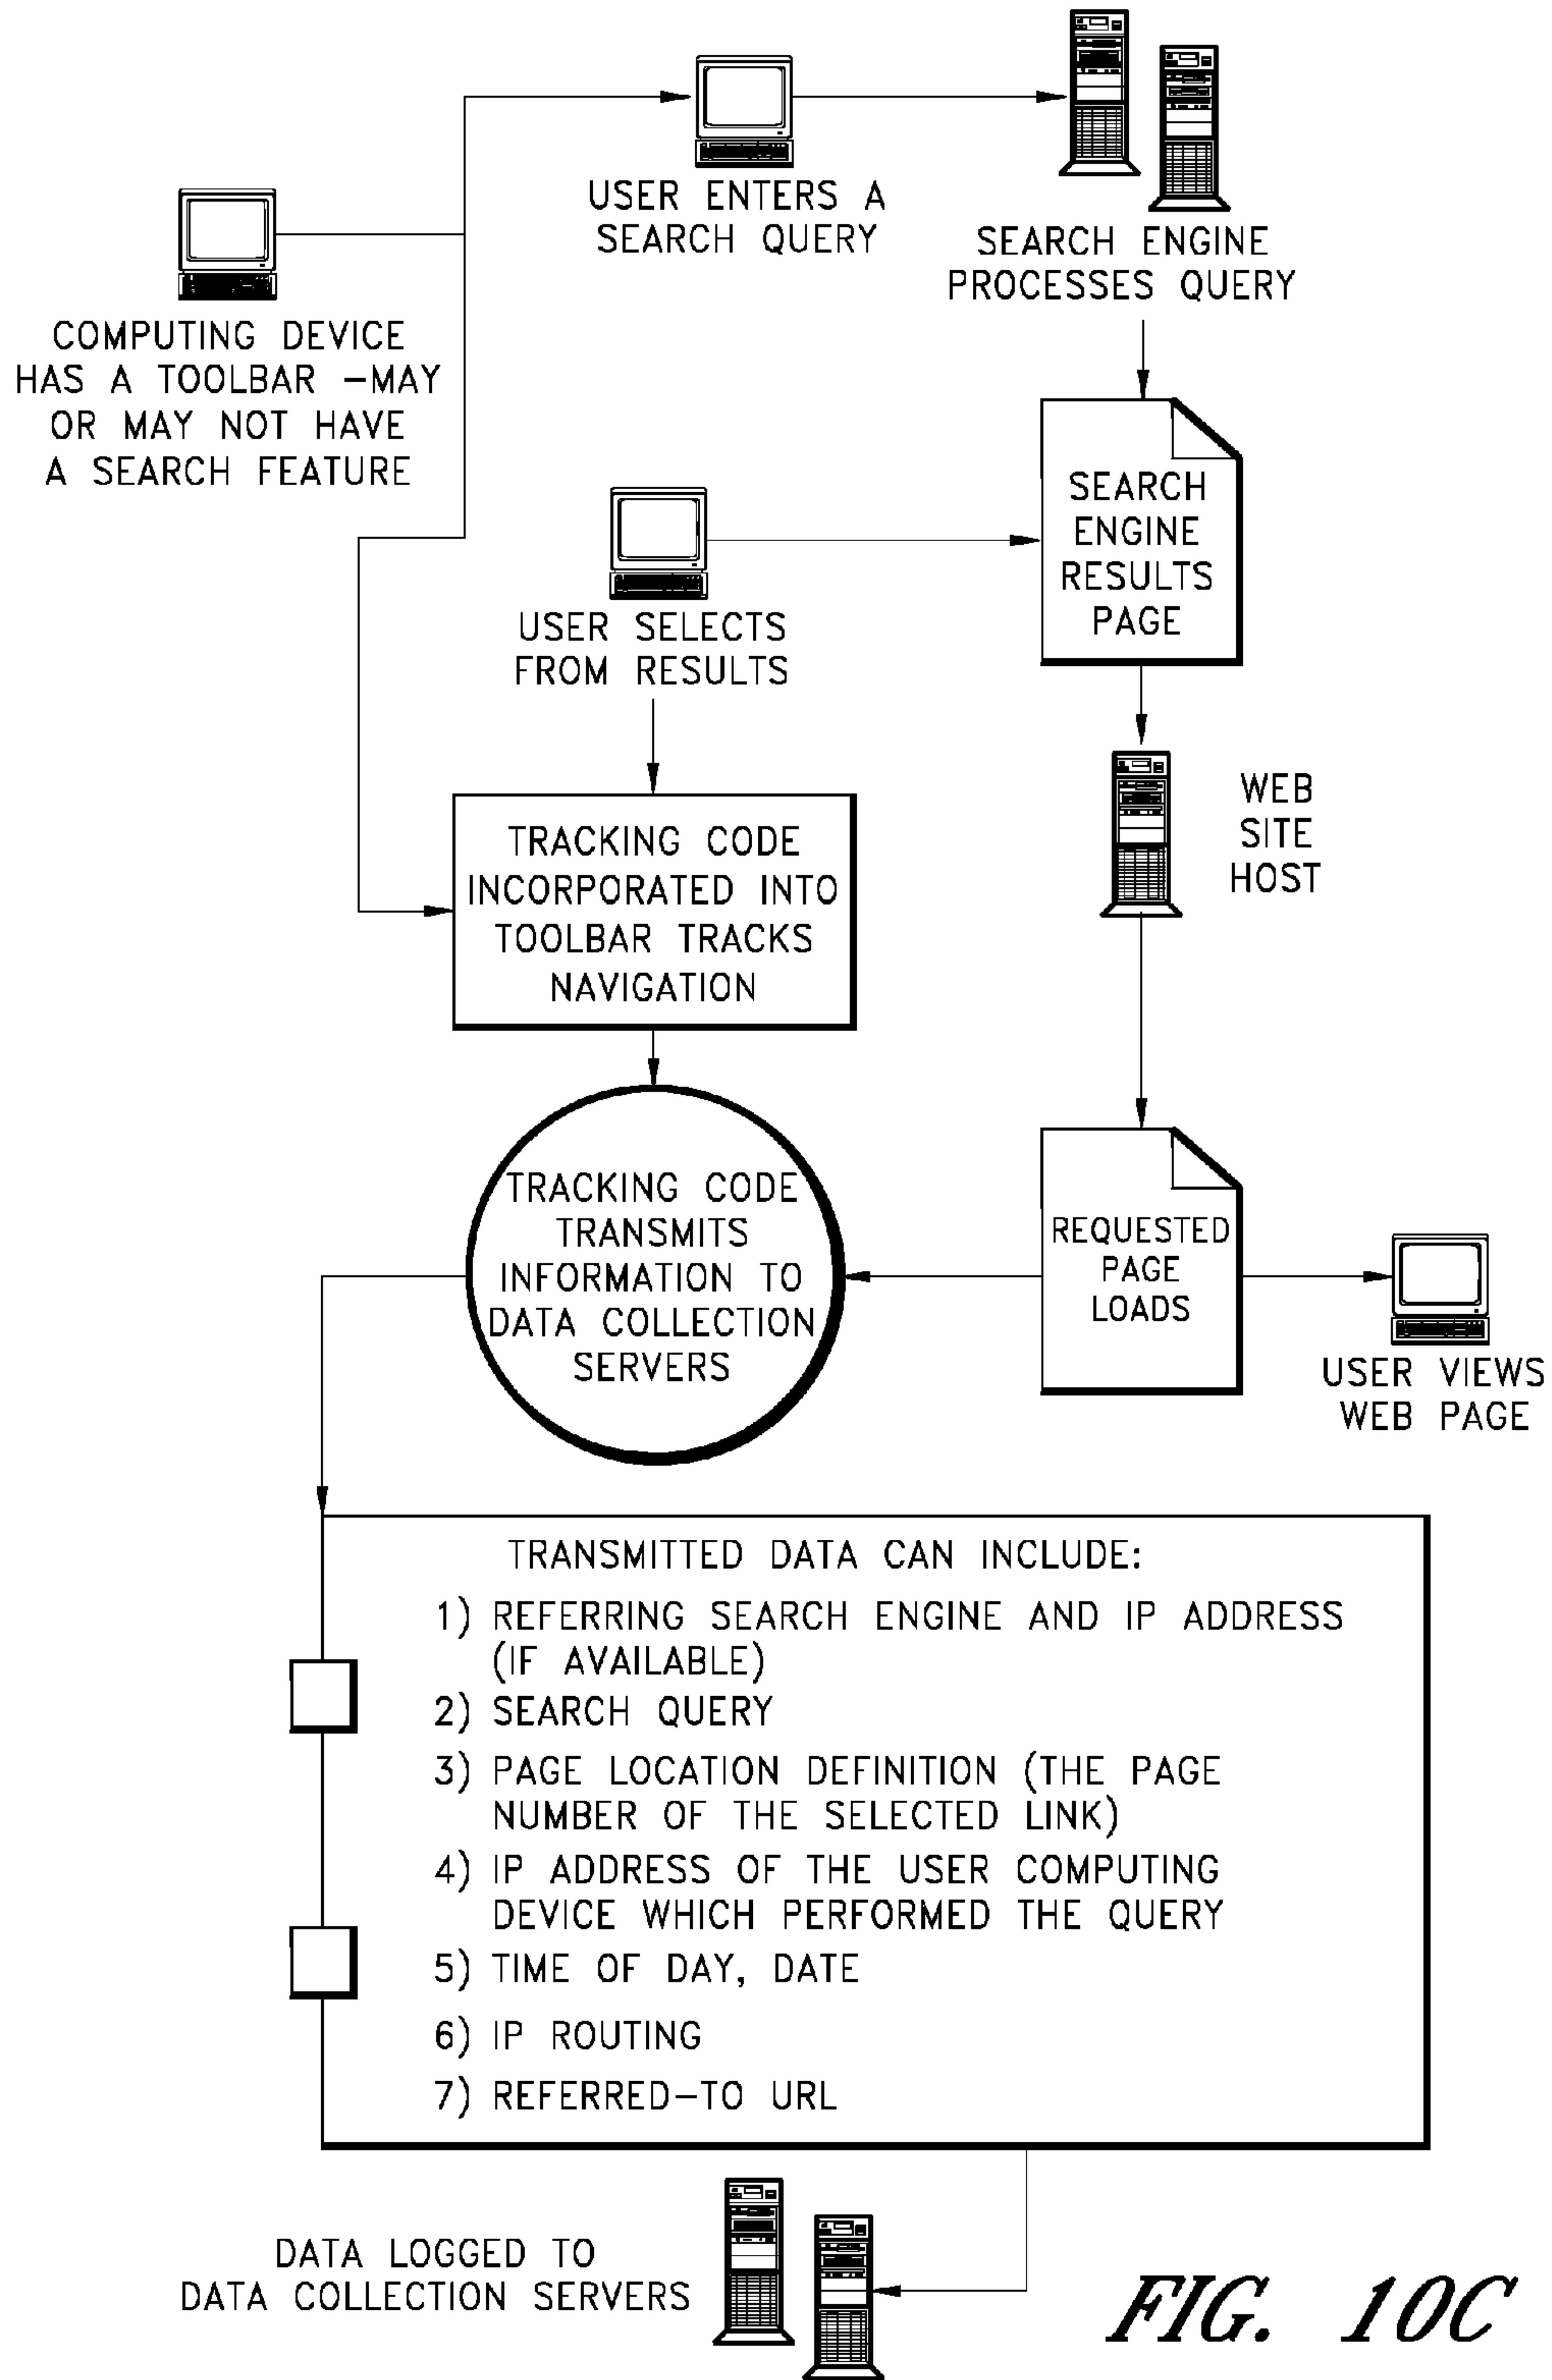 USER ENTERS A
SEARCH QUERY
SEARCH ENGINE
PROCESSES QUERY
COMPUTING DEVICE
HAS A TOOLBAR –MAY
OR MAY NOT HAVE
A SEARCH FEATURE
SEARCH
ENGINE
RESULTS
PAGE
USER SELECTS
FROM RESULTS
WEB
SITE
HOST
TRACKING CODE
INCORPORATED INTO
TOOLBAR TRACKS
NAVIGATION
TRACKING CODE
TRANSMITS
INFORMATION TO
DATA COLLECTION
SERVERS
REQUESTED
PAGE
LOADS
USER VIEWS
WEB PAGE
TRANSMITTED DATA CAN INCLUDE:
1) REFERRING SEARCH ENGINE AND IP ADDRESS
(IF AVAILABLE)
2) SEARCH QUERY
3) PAGE LOCATION DEFINITION (THE PAGE
NUMBER OF THE SELECTED LINK)
4) IP ADDRESS OF THE USER COMPUTING
DEVICE WHICH PERFORMED THE QUERY
5) TIME OF DAY, DATE
6) IP ROUTING
7) REFERRED–TO URL
DATA LOGGED TO
DATA COLLECTION SERVERS
FIG. 10C